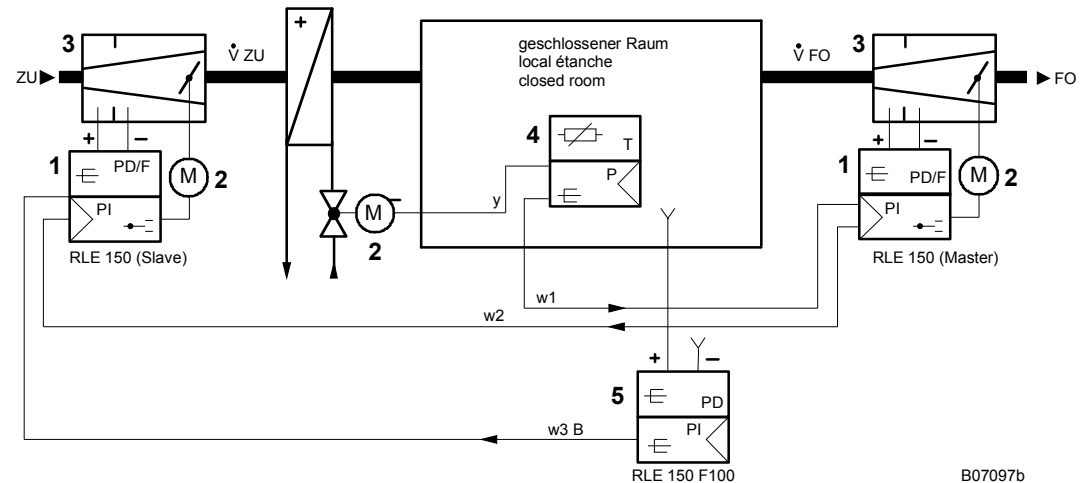 3
ZU
V̇ ZU
+
geschlossener Raum
local étanche
closed room
V̇ FO
3
FO
+ −
1
PD/F
M
2
PI
RLE 150 (Slave)
4
T
P
y
M
−
2
+ −
1
PD/F
M
2
PI
RLE 150 (Master)
w1
w2
+ −
5
PD
PI
w3 B
RLE 150 F100
B07097b